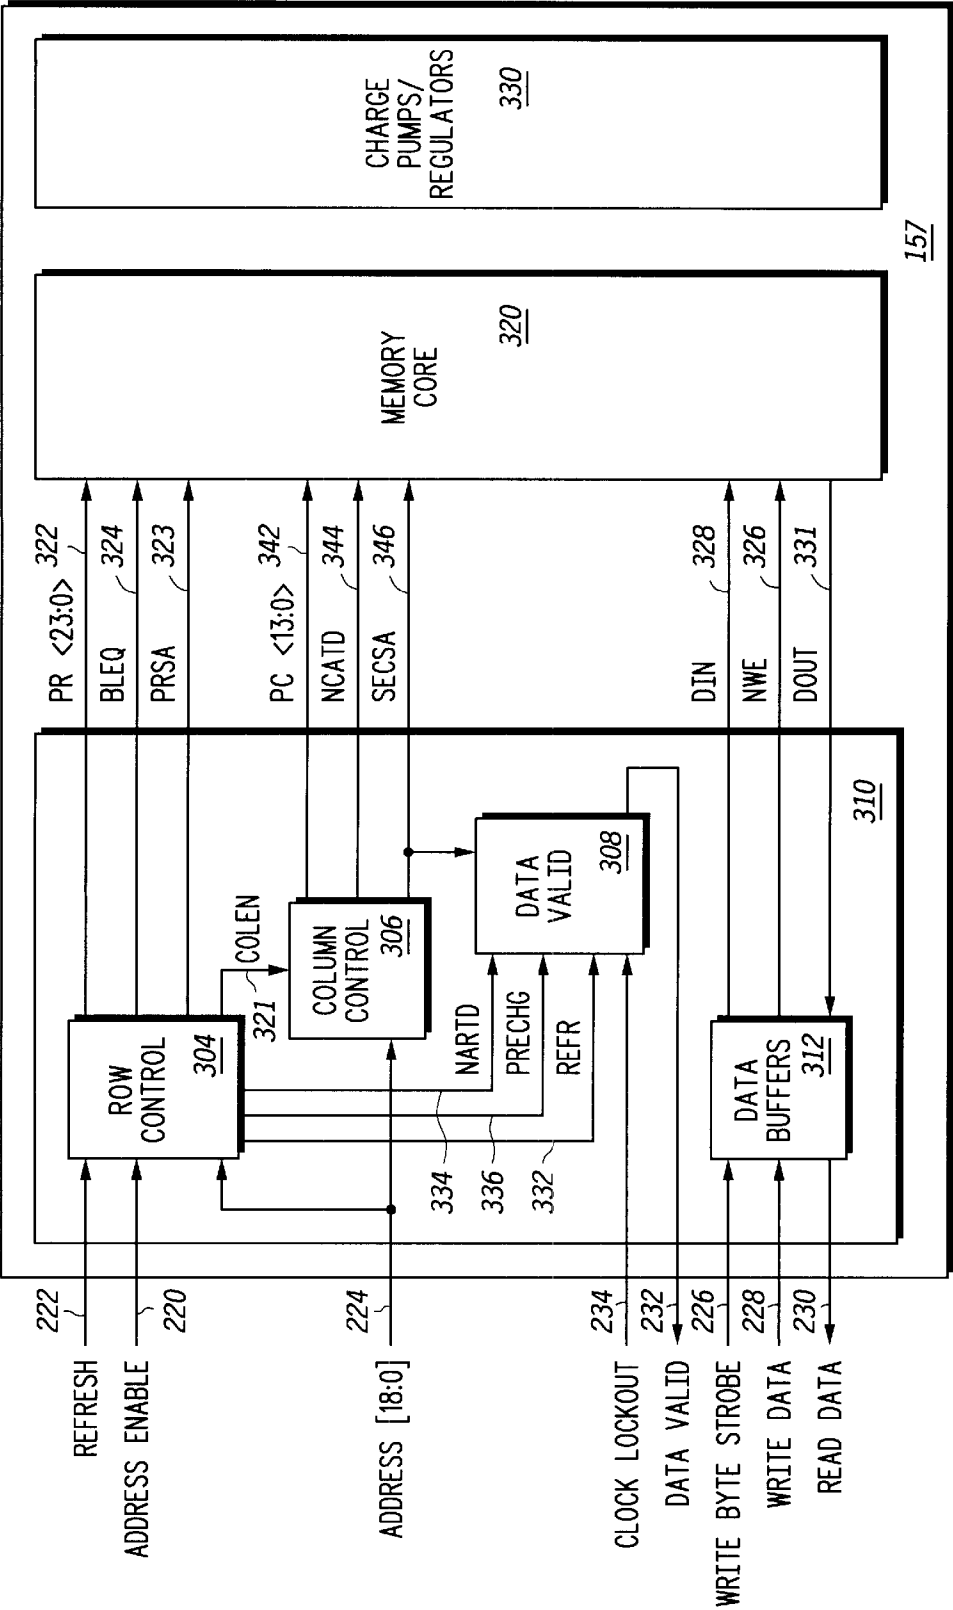 REFRESH
222
ADDRESS ENABLE
220
ADDRESS [18:0]
224
CLOCK LOCKOUT
234
DATA VALID
232
WRITE BYTE STROBE
226
WRITE DATA
228
READ DATA
230
ROW
CONTROL
304
COLEN
321
COLUMN
CONTROL
306
334
NARTD
336
PRECHG
332
REFR
DATA
VALID
308
DATA
BUFFERS
312
310
PR <23:0>
322
BLEQ
324
PRSA
323
PC <13:0>
342
NCATD
344
SECSA
346
DIN
328
NWE
326
DOUT
331
MEMORY
CORE
320
CHARGE
PUMPS/
REGULATORS
330
157